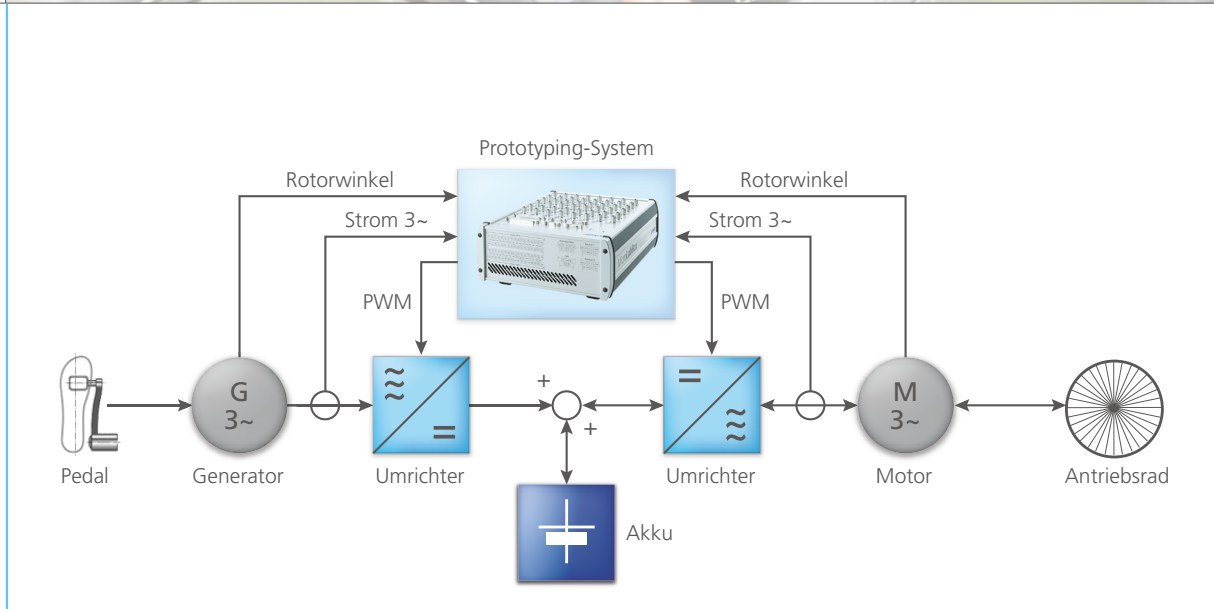 Prototyping-System
Rotorwinkel
Rotorwinkel
Strom 3~
Strom 3~
PWM
PWM
G
3~
≈
=
+
+
=
≈
M
3~
Pedal
Generator
Umrichter
Umrichter
Motor
Antriebsrad
Akku